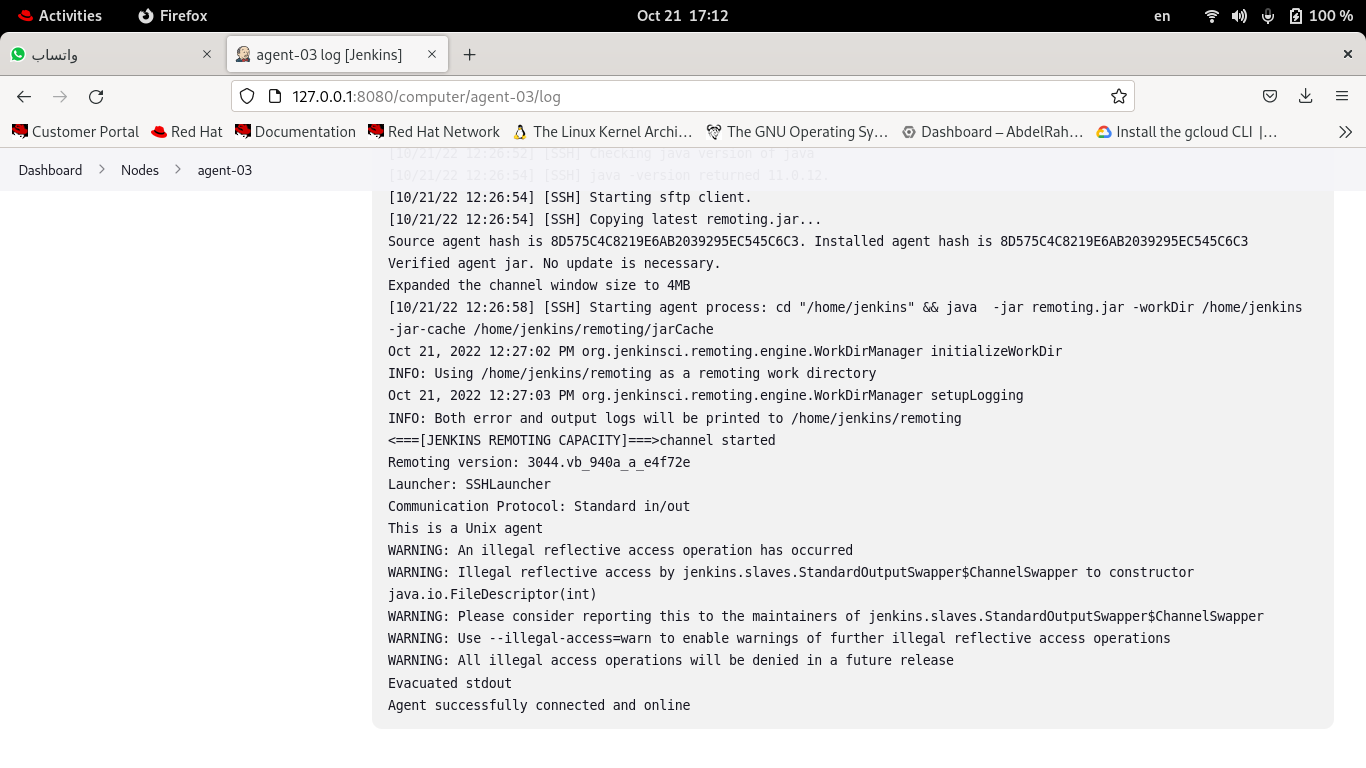 Activities
Firefox
Oct 21 17:12
en
100 %
واتساب
agent-03 log [Jenkins]
127.0.0.1:8080/computer/agent-03/log
Customer Portal
Red Hat
Documentation
Red Hat Network
The Linux Kernel Archi…
The GNU Operating Sy…
Dashboard – AbdelRah…
Install the gcloud CLI |…
Dashboard
Nodes
agent-03
[10/21/22 12:26:52] [SSH] Checking java version of java
[10/21/22 12:26:54] [SSH] java -version returned 11.0.12.
[10/21/22 12:26:54] [SSH] Starting sftp client.
[10/21/22 12:26:54] [SSH] Copying latest remoting.jar...
Source agent hash is 8D575C4C8219E6AB2039295EC545C6C3. Installed agent hash is 8D575C4C8219E6AB2039295EC545C6C3
Verified agent jar. No update is necessary.
Expanded the channel window size to 4MB
[10/21/22 12:26:58] [SSH] Starting agent process: cd "/home/jenkins" && java  -jar remoting.jar -workDir /home/jenkins
-jar-cache /home/jenkins/remoting/jarCache
Oct 21, 2022 12:27:02 PM org.jenkinsci.remoting.engine.WorkDirManager initializeWorkDir
INFO: Using /home/jenkins/remoting as a remoting work directory
Oct 21, 2022 12:27:03 PM org.jenkinsci.remoting.engine.WorkDirManager setupLogging
INFO: Both error and output logs will be printed to /home/jenkins/remoting
<===[JENKINS REMOTING CAPACITY]===>channel started
Remoting version: 3044.vb_940a_a_e4f72e
Launcher: SSHLauncher
Communication Protocol: Standard in/out
This is a Unix agent
WARNING: An illegal reflective access operation has occurred
WARNING: Illegal reflective access by jenkins.slaves.StandardOutputSwapper$ChannelSwapper to constructor
java.io.FileDescriptor(int)
WARNING: Please consider reporting this to the maintainers of jenkins.slaves.StandardOutputSwapper$ChannelSwapper
WARNING: Use --illegal-access=warn to enable warnings of further illegal reflective access operations
WARNING: All illegal access operations will be denied in a future release
Evacuated stdout
Agent successfully connected and online